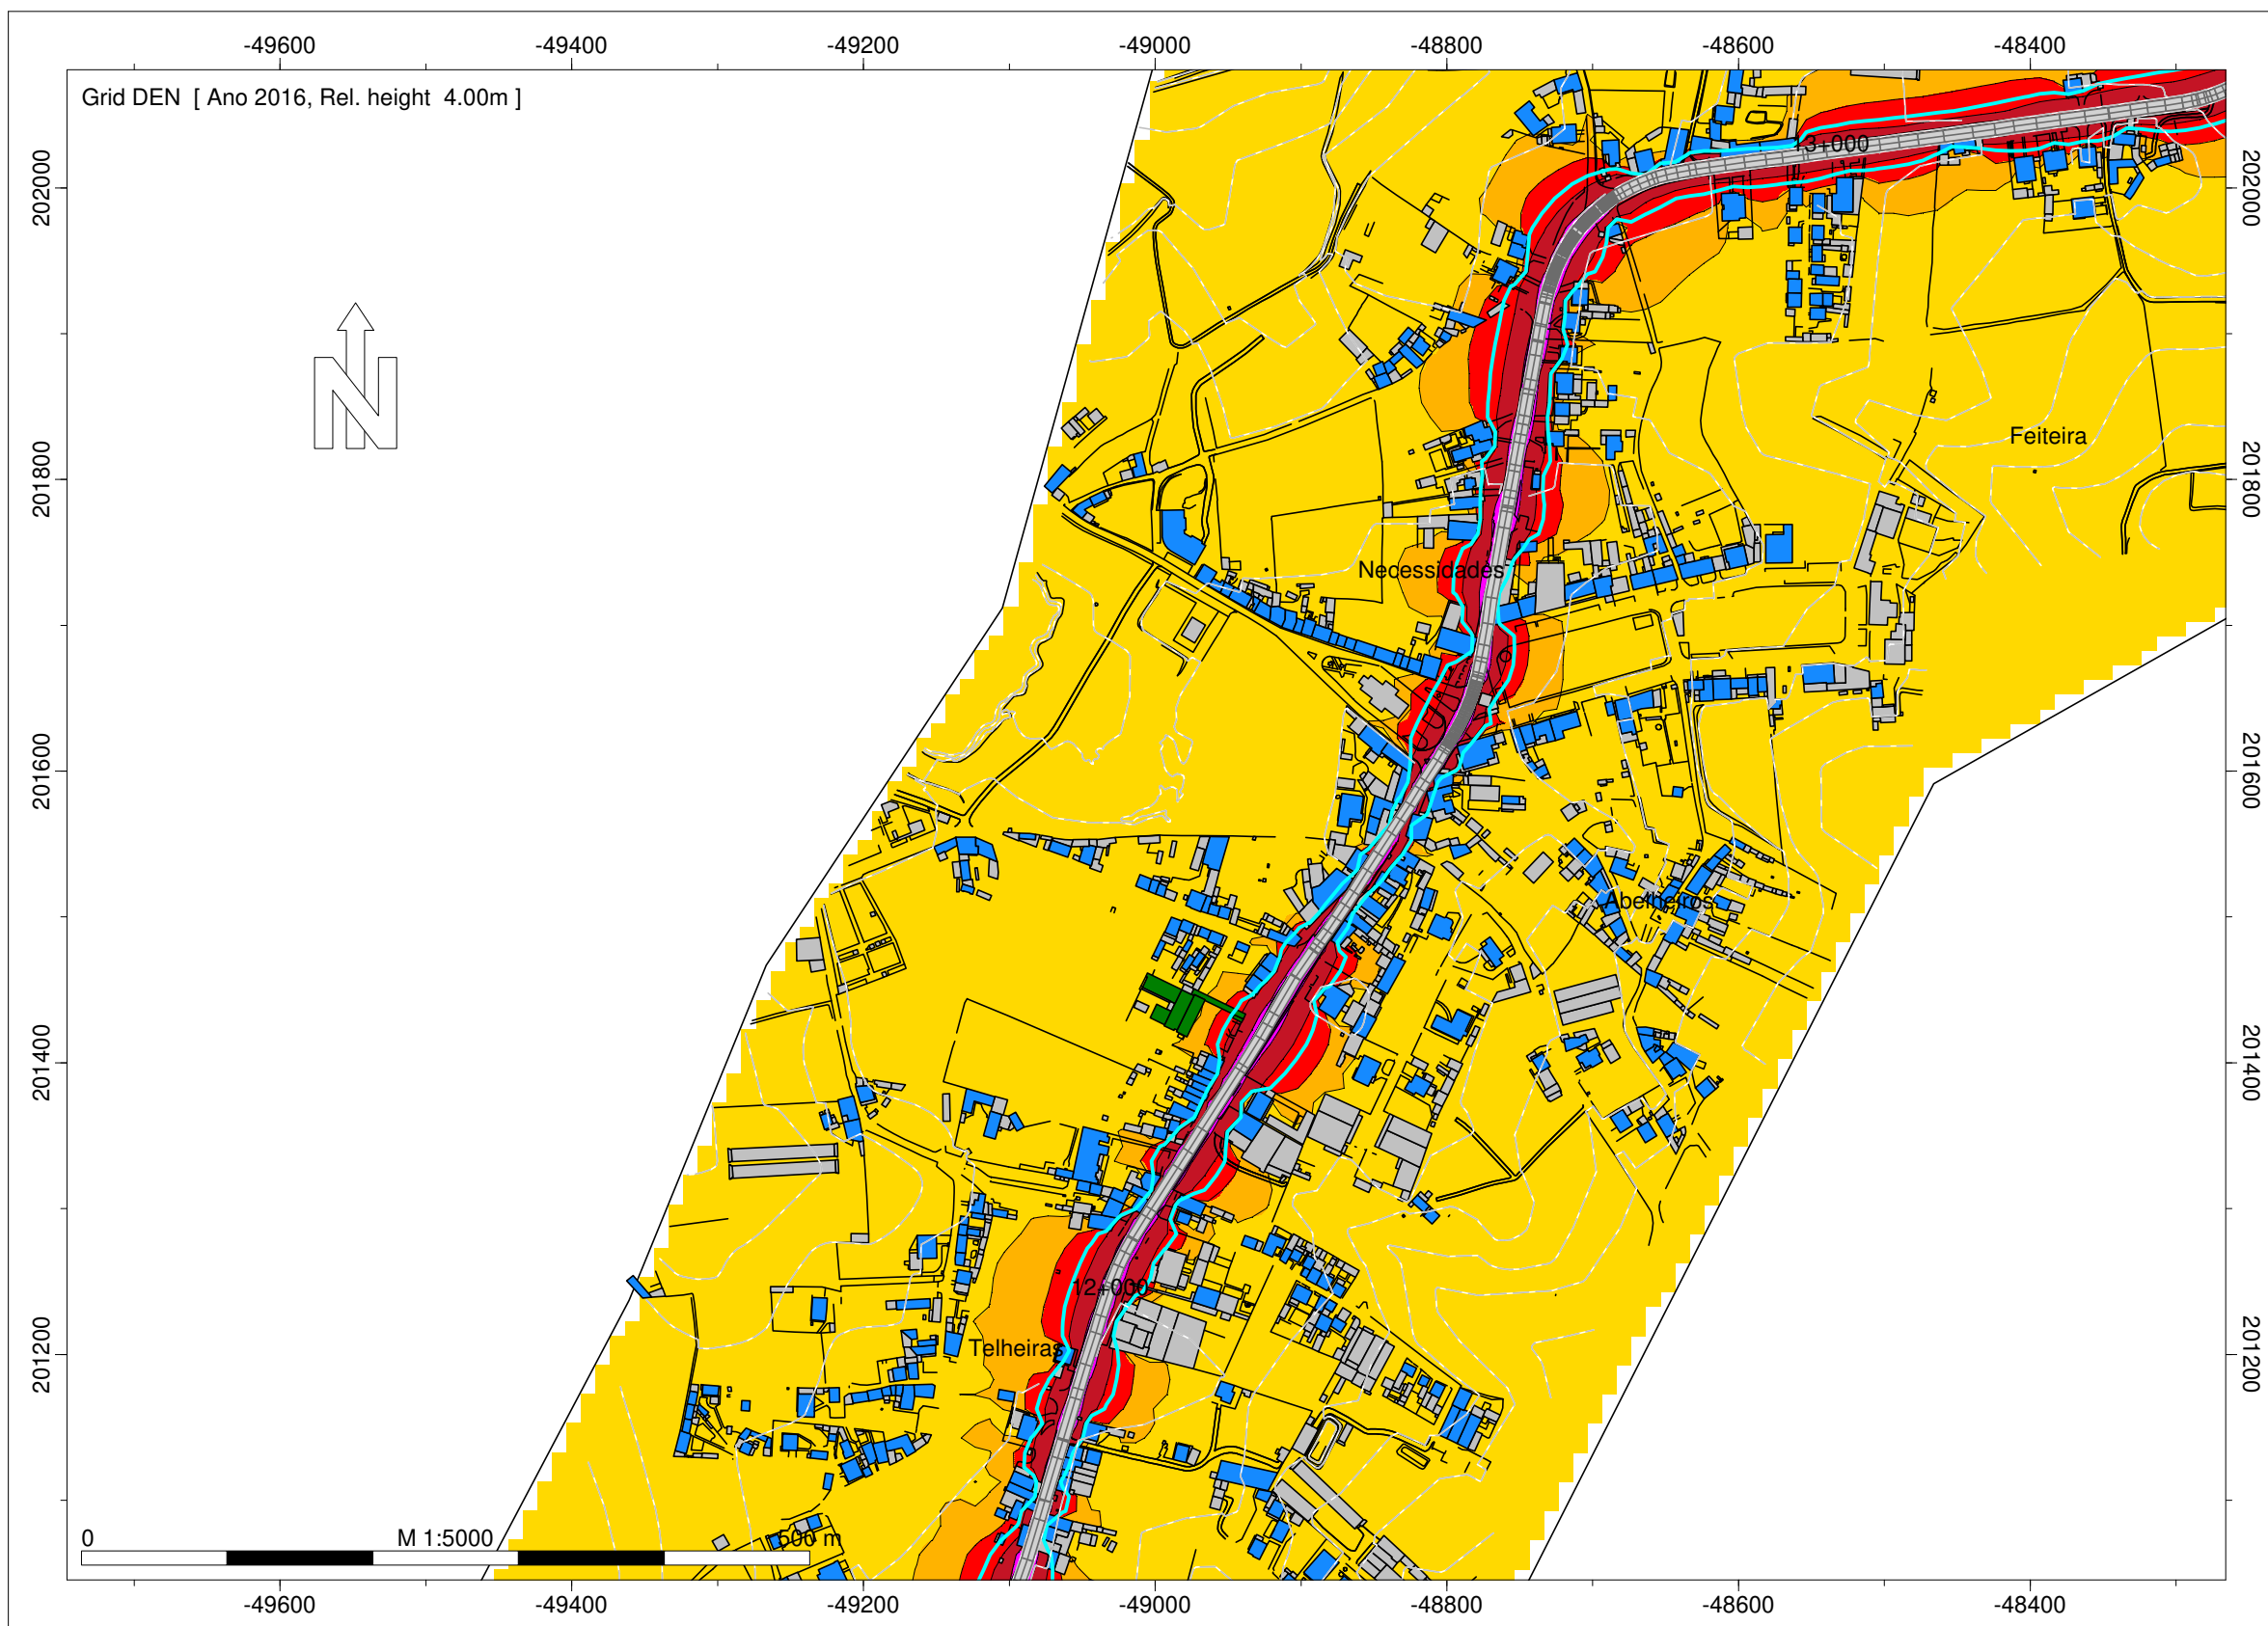 -49600 -49400 -49200 -49000 -48800 -48600 -48400
Grid DEN [ Ano 2016, Rel. height 4.00m ]
13+000
202000 202000
N
Feiteira
201800 201800
Necessidades
201600 201600
Abelheiros
201400 201400
12+000
Telheiras
201200 201200
0 M 1:5000 500 m
-49600 -49400 -49200 -49000 -48800 -48600 -48400